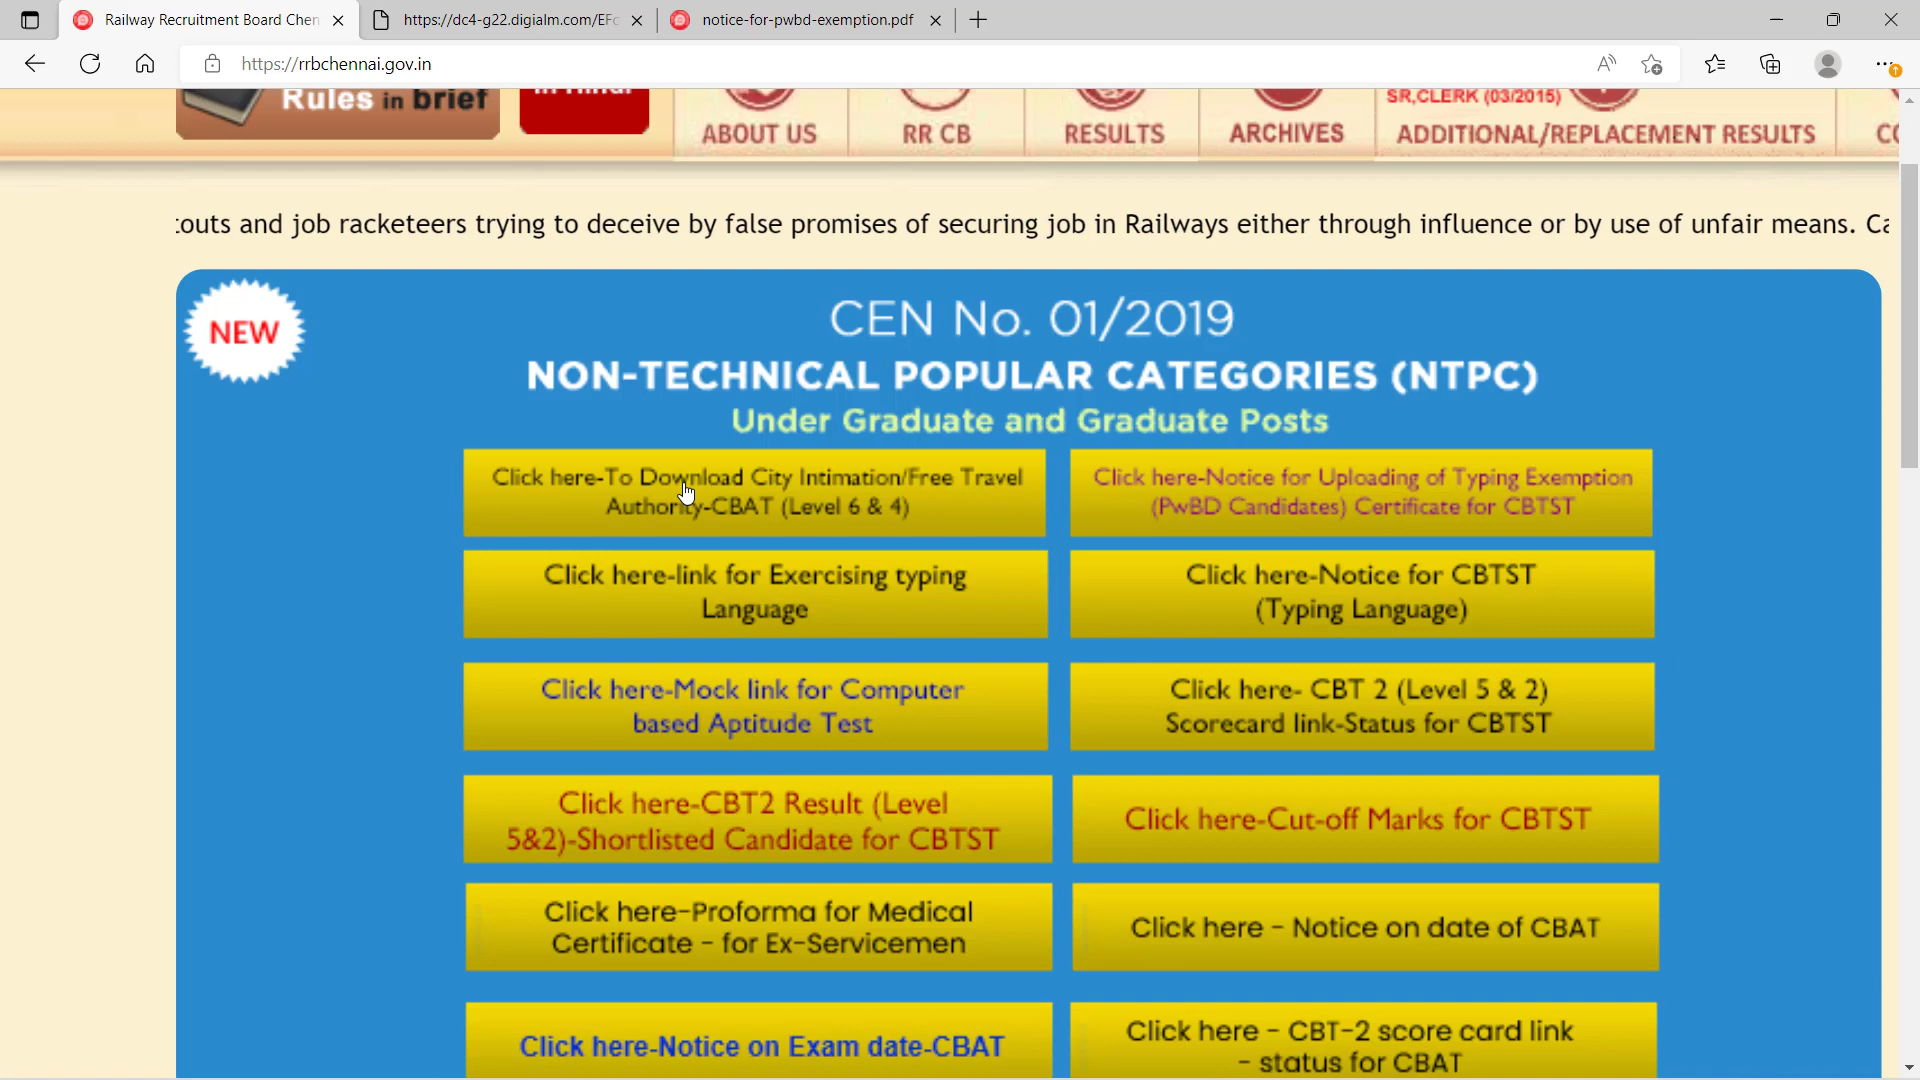 Railway Recruitment Board Chen
https://dc4-g22.digialm.com/EFc
notice-for-pwbd-exemption.pdf
https://rrbchennai.gov.in
Rules in brief
in Hindi
ABOUT US
RR CB
RESULTS
ARCHIVES
SR,CLERK (03/2015)
ADDITIONAL/REPLACEMENT RESULTS
touts and job racketeers trying to deceive by false promises of securing job in Railways either through influence or by use of unfair means. Ca
NEW
CEN No. 01/2019
NON-TECHNICAL POPULAR CATEGORIES (NTPC)
Under Graduate and Graduate Posts
Click here-To Download City Intimation/Free Travel
Authority-CBAT (Level 6 & 4)
Click here-Notice for Uploading of Typing Exemption
(PwBD Candidates) Certificate for CBTST
Click here-link for Exercising typing
Language
Click here-Notice for CBTST
(Typing Language)
Click here-Mock link for Computer
based Aptitude Test
Click here- CBT 2 (Level 5 & 2)
Scorecard link-Status for CBTST
Click here-CBT2 Result (Level
5&2)-Shortlisted Candidate for CBTST
Click here-Cut-off Marks for CBTST
Click here-Proforma for Medical
Certificate - for Ex-Servicemen
Click here - Notice on date of CBAT
Click here-Notice on Exam date-CBAT
Click here - CBT-2 score card link
- status for CBAT